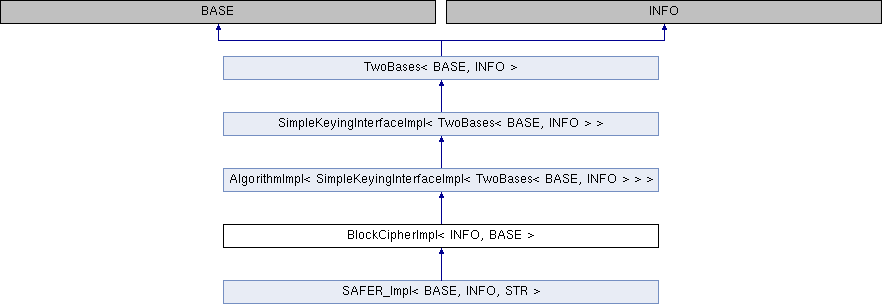 BASE
INFO
TwoBases< BASE, INFO >
SimpleKeyingInterfaceImpl< TwoBases< BASE, INFO > >
AlgorithmImpl< SimpleKeyingInterfaceImpl< TwoBases< BASE, INFO > > >
BlockCipherImpl< INFO, BASE >
SAFER_Impl< BASE, INFO, STR >